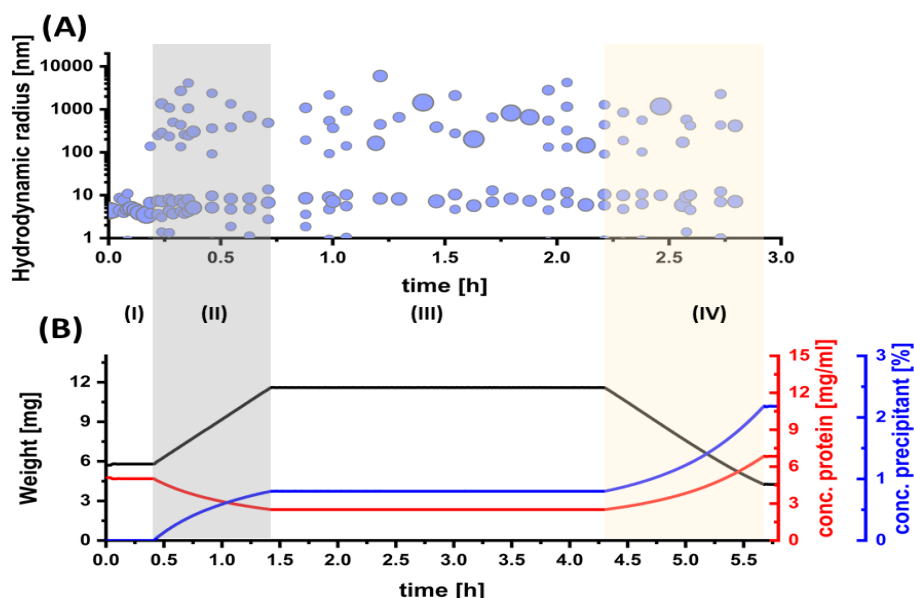 (A)
Hydrodynamic radius [nm]
10000
1000
100
10
1
0.0 0.5 1.0 1.5 2.0 2.5 3.0
time [h]
(I) (II) (III) (IV)
(B)
Weight [mg]
12
9
6
3
0
0.0 0.5 1.0 1.5 2.0 2.5 3.0 3.5 4.0 4.5 5.0 5.5
time [h]
15
12
9
6
3
0
conc. protein [mg/ml]
3
2
1
0
conc. precipitant [%]